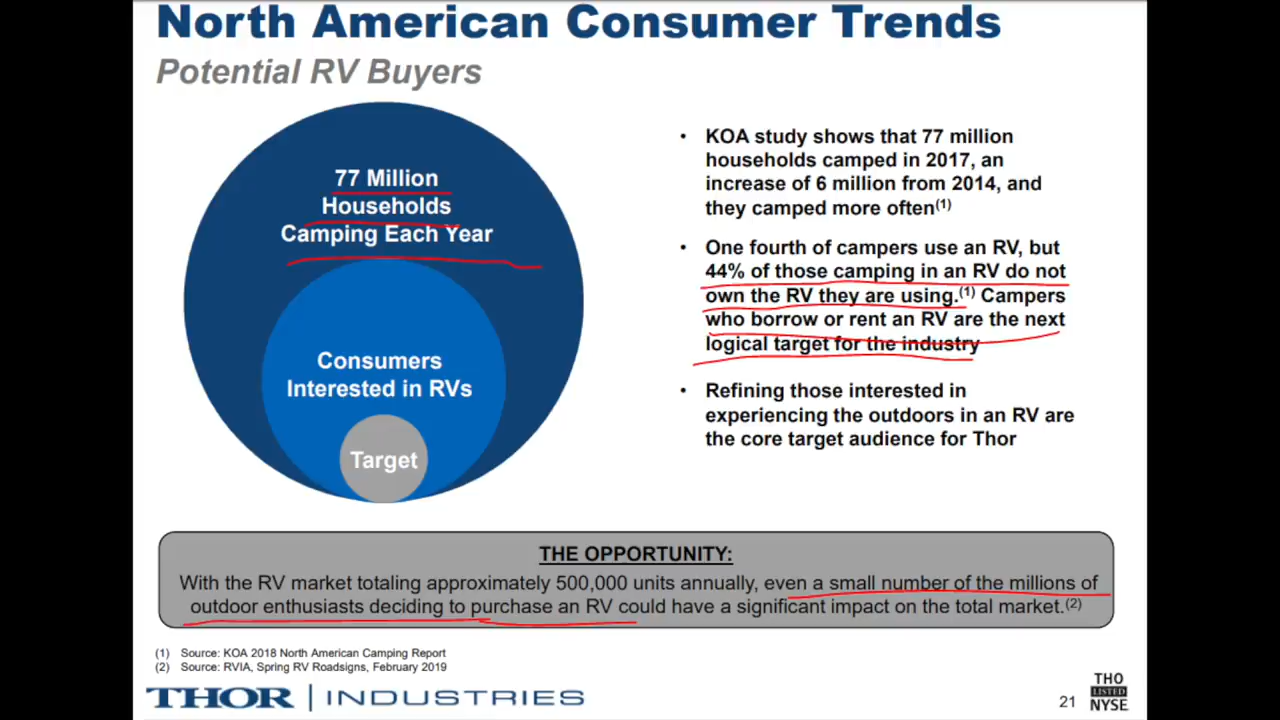 North American Consumer Trends
Potential RV Buyers
77 Million
Households
Camping Each Year
Consumers
Interested in RVs
Target
• KOA study shows that 77 million
households camped in 2017, an
increase of 6 million from 2014, and
they camped more often(1)
• One fourth of campers use an RV, but
44% of those camping in an RV do not
own the RV they are using.(1) Campers
who borrow or rent an RV are the next
logical target for the industry
• Refining those interested in
experiencing the outdoors in an RV are
the core target audience for Thor
THE OPPORTUNITY:
With the RV market totaling approximately 500,000 units annually, even a small number of the millions of
outdoor enthusiasts deciding to purchase an RV could have a significant impact on the total market.(2)
(1) Source: KOA 2018 North American Camping Report
(2) Source: RVIA, Spring RV Roadsigns, February 2019
THOR | INDUSTRIES
21
THO
LISTED
NYSE